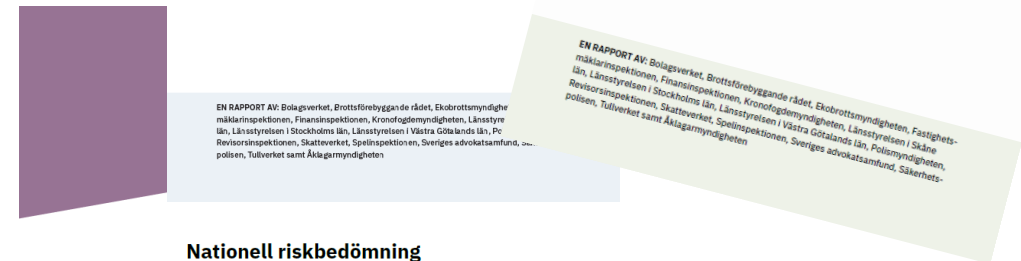 EN RAPPORT AV: Bolagsverket, Brottsförebyggande rådet, Ekobrottsmyndighe
mäklarinspektionen, Finansinspektionen, Kronofogdemyndigheten, Länsstyre
län, Länsstyrelsen i Stockholms län, Länsstyrelsen i Västra Götalands län, Po
Revisorsinspektionen, Skatteverket, Spelinspektionen, Sveriges advokatsamfund,
polisen, Tullverket samt Åklagarmyndigheten
EN RAPPORT AV: Bolagsverket, Brottsförebyggande rådet, Ekobrottsmyndigheten, Fastighets-
mäklarinspektionen, Finansinspektionen, Kronofogdemyndigheten, Länsstyrelsen i Skåne
län, Länsstyrelsen i Stockholms län, Länsstyrelsen i Västra Götalands län, Polismyndigheten,
Revisorsinspektionen, Skatteverket, Spelinspektionen, Sveriges advokatsamfund, Säkerhets-
polisen, Tullverket samt Åklagarmyndigheten
Nationell riskbedömning